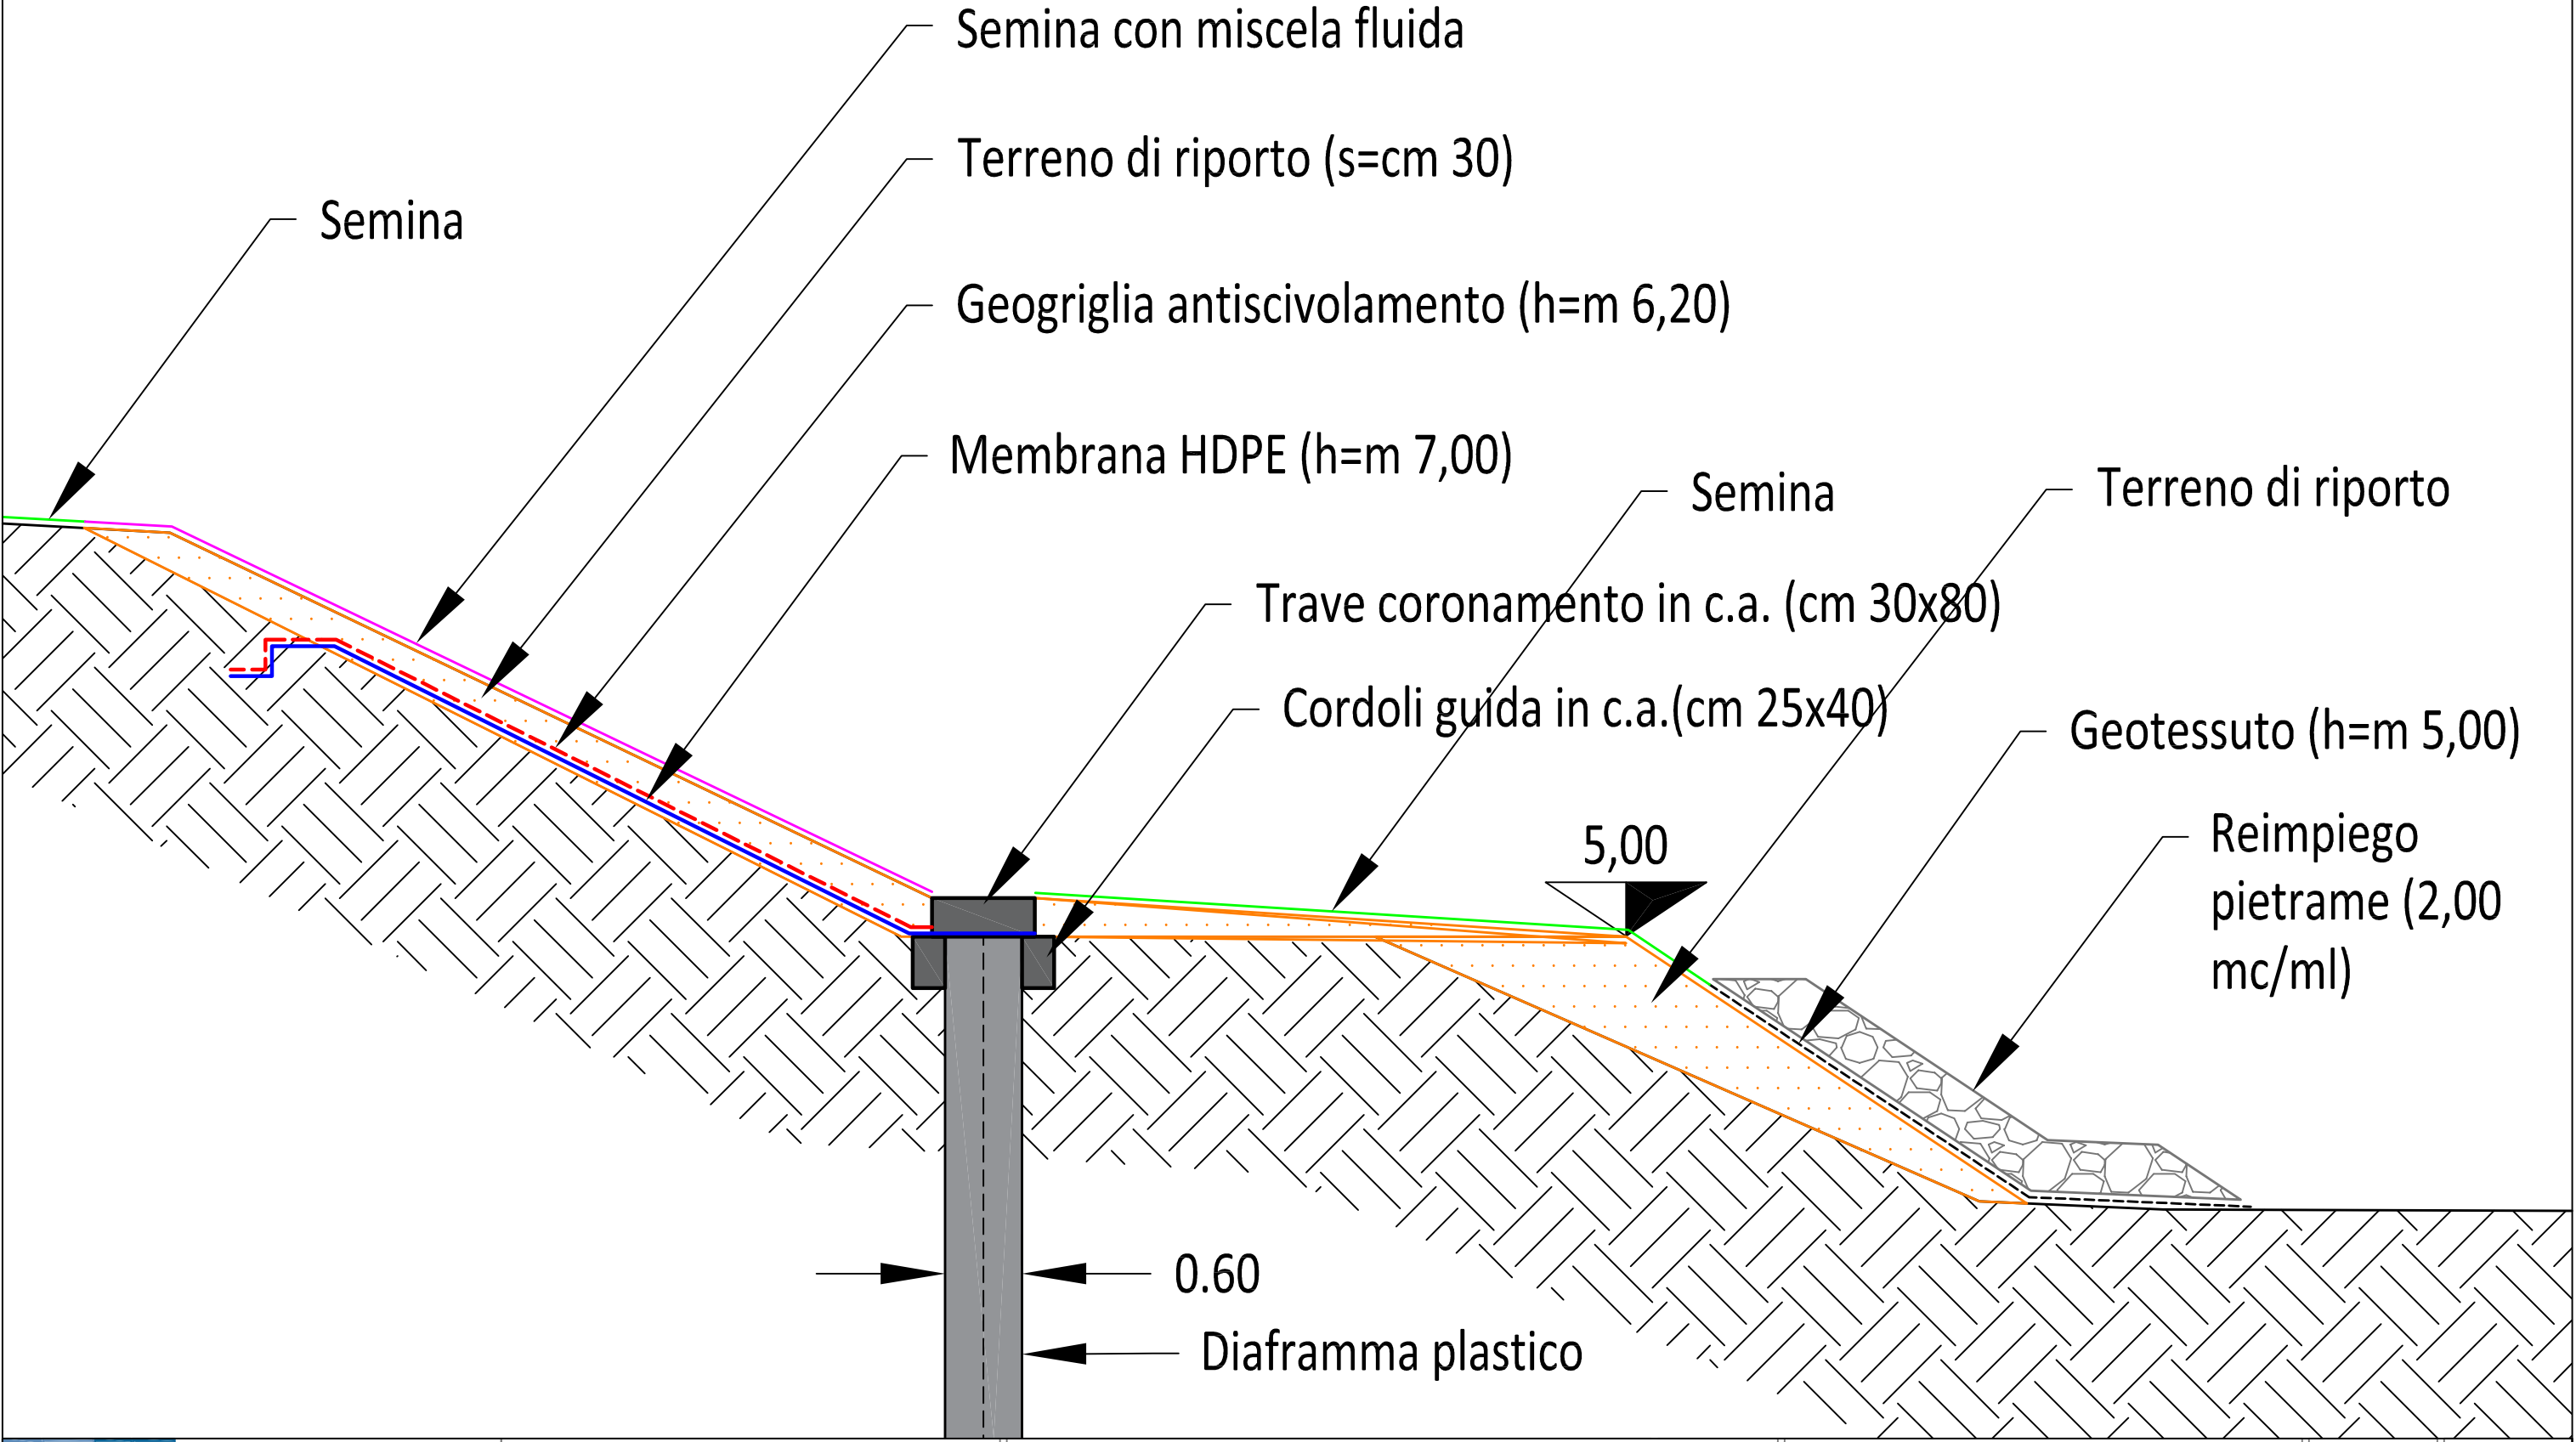 Semina con miscela fluida
Terreno di riporto (s=cm 30)
Semina
Geogriglia antiscivolamento (h=m 6,20)
Membrana HDPE (h=m 7,00)
Semina
Terreno di riporto
Trave coronamento in c.a. (cm 30x80)
Cordoli guida in c.a.(cm 25x40)
Geotessuto (h=m 5,00)
5,00
Reimpiego
pietrame (2,00
mc/ml)
0.60
Diaframma plastico